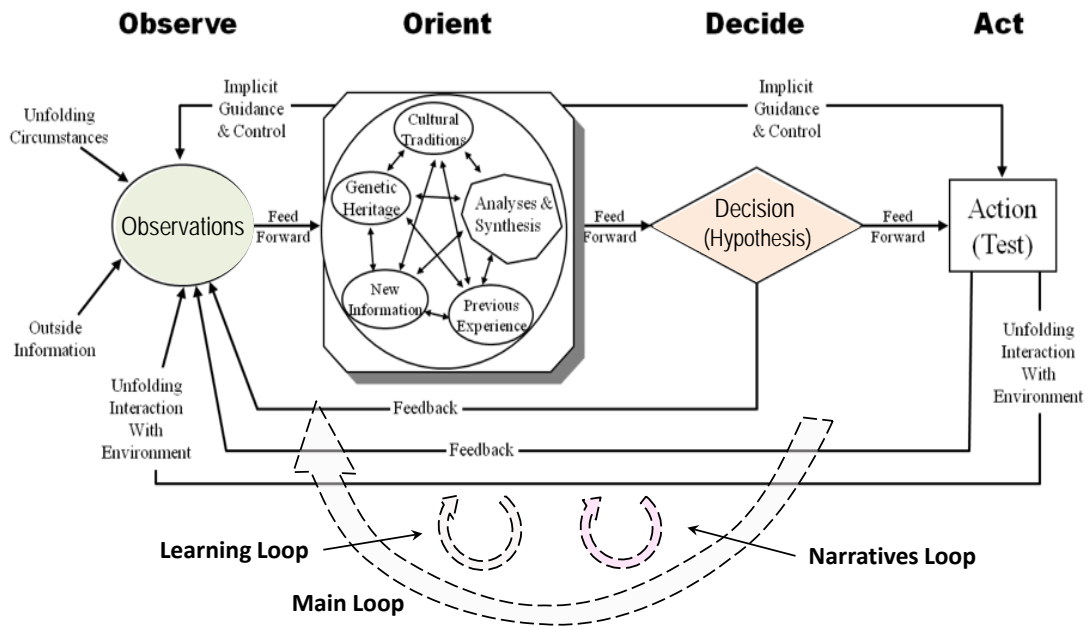 Observe
Orient
Decide
Act
Implicit
Guidance
& Control
Implicit
Guidance
& Control
Unfolding
Circumstances
Cultural
Traditions
Genetic
Heritage
Analyses &
Synthesis
Observations
Feed
Forward
Feed
Forward
Decision
(Hypothesis)
Feed
Forward
Action
(Test)
New
Information
Previous
Experience
Outside
Information
Unfolding
Interaction
With
Environment
Unfolding
Interaction
With
Environment
Feedback
Feedback
Learning Loop
Narratives Loop
Main Loop